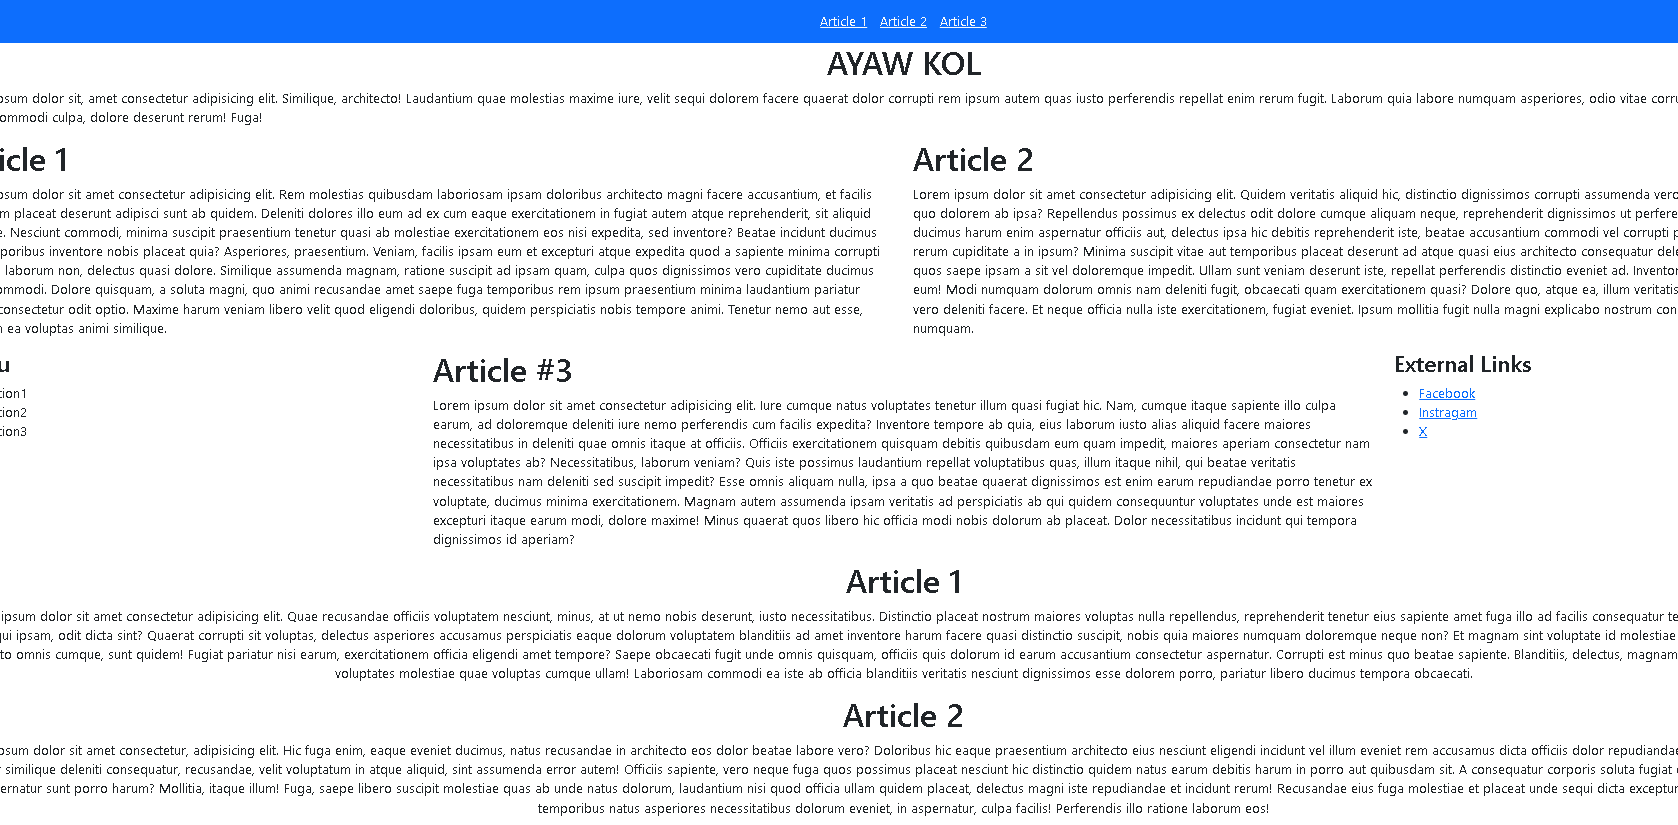 Article 1 Article 2 Article 3
AYAW KOL
dolor sit, amet consectetur adipisicing elit. Similique, architecto! Laudantium quae molestias maxime iure, velit sequi dolorem facere quaerat dolor corrupti rem ipsum autem quas iusto perferendis repellat enim rerum fugit. Laborum quia labore numquam asperiores, odio vitae
culpa, dolore deserunt rerum! Fuga!
1
dolor sit amet consectetur adipisicing elit. Rem molestias quibusdam laboriosam ipsam doloribus architecto magni facere accusantium, et facilis
placeat deserunt adipisci sunt ab quidem. Deleniti dolores illo eum ad ex cum eaque exercitationem in fugiat autem atque reprehenderit, sit aliquid
Nesciunt commodi, minima suscipit praesentium tenetur quasi ab molestiae exercitationem eos nisi expedita, sed inventore? Beatae incidunt ducimus
inventore nobis placeat quia? Asperiores, praesentium. Veniam, facilis ipsam eum et excepturi atque expedita quod a sapiente minima corrupti
laborum non, delectus quasi dolore. Similique assumenda magnam, ratione suscipit ad ipsam quam, culpa quos dignissimos vero cupiditate ducimus
Dolore quisquam, a soluta magni, quo animi recusandae amet saepe fuga temporibus rem ipsum praesentium minima laudantium pariatur
consectetur odit optio. Maxime harum veniam libero velit quod eligendi doloribus, quidem perspiciatis nobis tempore animi. Tenetur nemo aut esse,
ea voluptas animi similique.
Article 2
Lorem ipsum dolor sit amet consectetur adipisicing elit. Quidem veritatis aliquid hic, distinctio dignissimos corrupti assumenda vero
quo dolorem ab ipsa? Repellendus possimus ex delectus odit dolore cumque aliquam neque, reprehenderit dignissimos ut
ducimus harum enim aspernatur officiis aut, delectus ipsa hic debitis reprehenderit iste, beatae accusantium commodi vel corrupti
rerum cupiditate a in ipsum? Minima suscipit vitae aut temporibus placeat deserunt ad atque quasi eius architecto consequatur
quos saepe ipsam a sit vel doloremque impedit. Ullam sunt veniam deserunt iste, repellat perferendis distinctio eveniet ad.
eum! Modi numquam dolorum omnis nam deleniti fugit, obcaecati quam exercitationem quasi? Dolore quo, atque ea, illum veritatis
vero deleniti facere. Et neque officia nulla iste exercitationem, fugiat eveniet. Ipsum mollitia fugit nulla magni explicabo nostrum
numquam.
Article #3
Lorem ipsum dolor sit amet consectetur adipisicing elit. Iure cumque natus voluptates tenetur illum quasi fugiat hic. Nam, cumque itaque sapiente illo culpa
earum, ad doloremque deleniti iure nemo perferendis cum facilis expedita? Inventore tempore ab quia, eius laborum iusto alias aliquid facere maiores
necessitatibus in deleniti quae omnis itaque at officiis. Officiis exercitationem quisquam debitis quibusdam eum quam impedit, maiores aperiam consectetur nam
ipsa voluptates ab? Necessitatibus, laborum veniam? Quis iste possimus laudantium repellat voluptatibus quas, illum itaque nihil, qui beatae veritatis
necessitatibus nam deleniti sed suscipit impedit? Esse omnis aliquam nulla, ipsa a quo beatae quaerat dignissimos est enim earum repudiandae porro tenetur ex
voluptate, ducimus minima exercitationem. Magnam autem assumenda ipsam veritatis ad perspiciatis ab qui quidem consequuntur voluptates unde est maiores
excepturi itaque earum modi, dolore maxime! Minus quaerat quos libero hic officia modi nobis dolorum ab placeat. Dolor necessitatibus incidunt qui tempora
dignissimos id aperiam?
External Links
Facebook
Instragam
X
Article 1
ipsum dolor sit amet consectetur adipisicing elit. Quae recusandae officiis voluptatem nesciunt, minus, at ut nemo nobis deserunt, iusto necessitatibus. Distinctio placeat nostrum maiores voluptas nulla repellendus, reprehenderit tenetur eius sapiente amet fuga illo ad facilis consequatur
qui ipsam, odit dicta sint? Quaerat corrupti sit voluptas, delectus asperiores accusamus perspiciatis eaque dolorum voluptatem blanditiis ad amet inventore harum facere quasi distinctio suscipit, nobis quia maiores numquam doloremque neque non? Et magnam sint voluptate id molestiae
omnis cumque, sunt quidem! Fugiat pariatur nisi earum, exercitationem officia eligendi amet tempore? Saepe obcaecati fugit unde omnis quisquam, officiis quis dolorum id earum accusantium consectetur aspernatur. Corrupti est minus quo beatae sapiente. Blanditiis, delectus, magnam
voluptates molestiae quae voluptas cumque ullam! Laboriosam commodi ea iste ab officia blanditiis veritatis nesciunt dignissimos esse dolorem porro, pariatur libero ducimus tempora obcaecati.
Article 2
dolor sit amet consectetur, adipisicing elit. Hic fuga enim, eaque eveniet ducimus, natus recusandae in architecto eos dolor beatae labore vero? Doloribus hic eaque praesentium architecto eius nesciunt eligendi incidunt vel illum eveniet rem accusamus dicta officiis dolor
similique deleniti consequatur, recusandae, velit voluptatum in atque aliquid, sint assumenda error autem! Officiis sapiente, vero neque fuga quos possimus placeat nesciunt hic distinctio quidem natus earum debitis harum in porro aut quibusdam sit. A consequatur corporis soluta fugiat
sunt porro harum? Mollitia, itaque illum! Fuga, saepe libero suscipit molestiae quas ab unde natus dolorum, laudantium nisi quod officia ullam quidem placeat, delectus magni iste repudiandae et incidunt rerum! Recusandae eius fuga molestiae et placeat unde sequi dicta
temporibus natus asperiores necessitatibus dolorum eveniet, in aspernatur, culpa facilis! Perferendis illo ratione laborum eos!